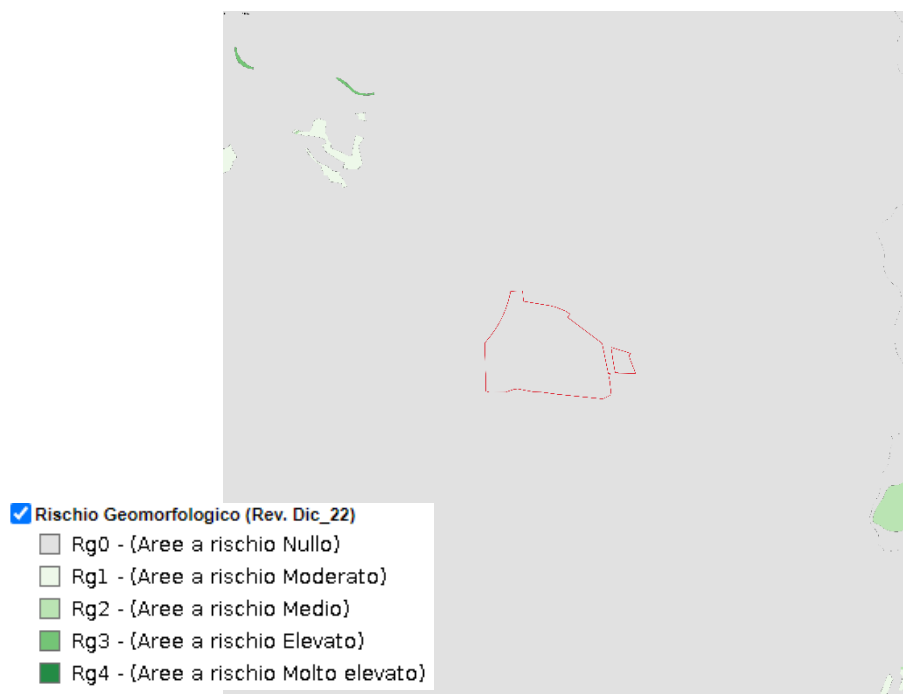 Rischio Geomorfologico (Rev. Dic_22)
Rg0 - (Aree a rischio Nullo)
Rg1 - (Aree a rischio Moderato)
Rg2 - (Aree a rischio Medio)
Rg3 - (Aree a rischio Elevato)
Rg4 - (Aree a rischio Molto elevato)